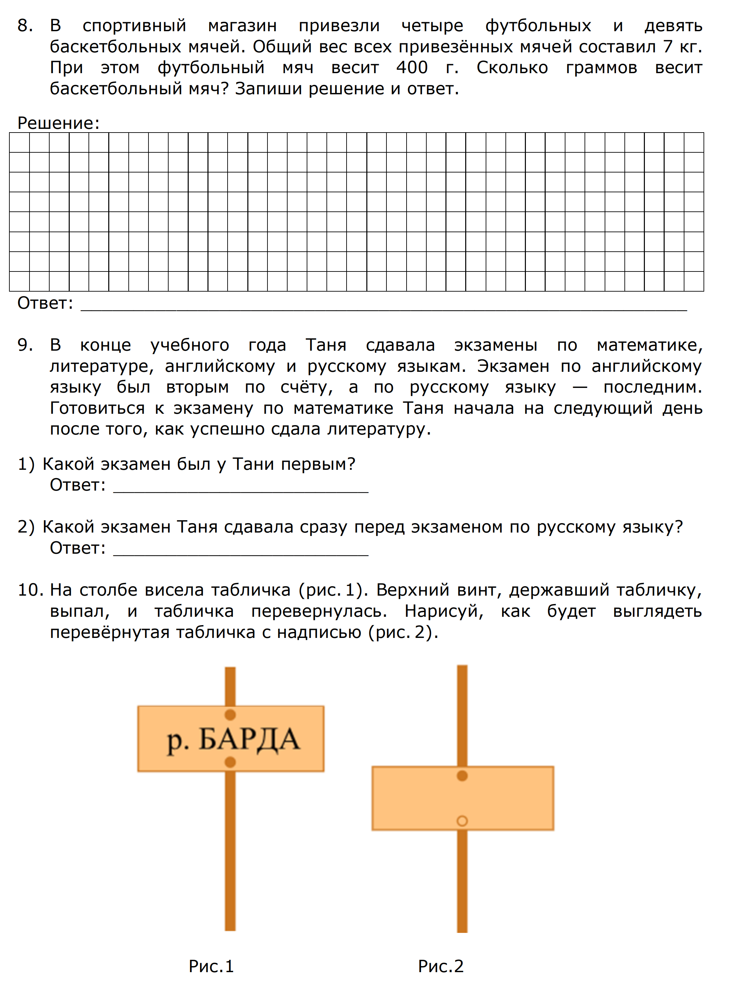 8. В спортивный магазин привезли четыре футбольных и девять
баскетбольных мячей. Общий вес всех привезённых мячей составил 7 кг.
При этом футбольный мяч весит 400 г. Сколько граммов весит
баскетбольный мяч? Запиши решение и ответ.
Решение:
Ответ:
9. В конце учебного года Таня сдавала экзамены по математике,
литературе, английскому и русскому языкам. Экзамен по английскому
языку был вторым по счёту, а по русскому языку — последним.
Готовиться к экзамену по математике Таня начала на следующий день
после того, как успешно сдала литературу.
1) Какой экзамен был у Тани первым?
Ответ:
2) Какой экзамен Таня сдавала сразу перед экзаменом по русскому языку?
Ответ:
10. На столбе висела табличка (рис. 1). Верхний винт, державший табличку,
выпал, и табличка перевернулась. Нарисуй, как будет выглядеть
перевёрнутая табличка с надписью (рис. 2).
р. БАРДА
Рис.1
Рис.2